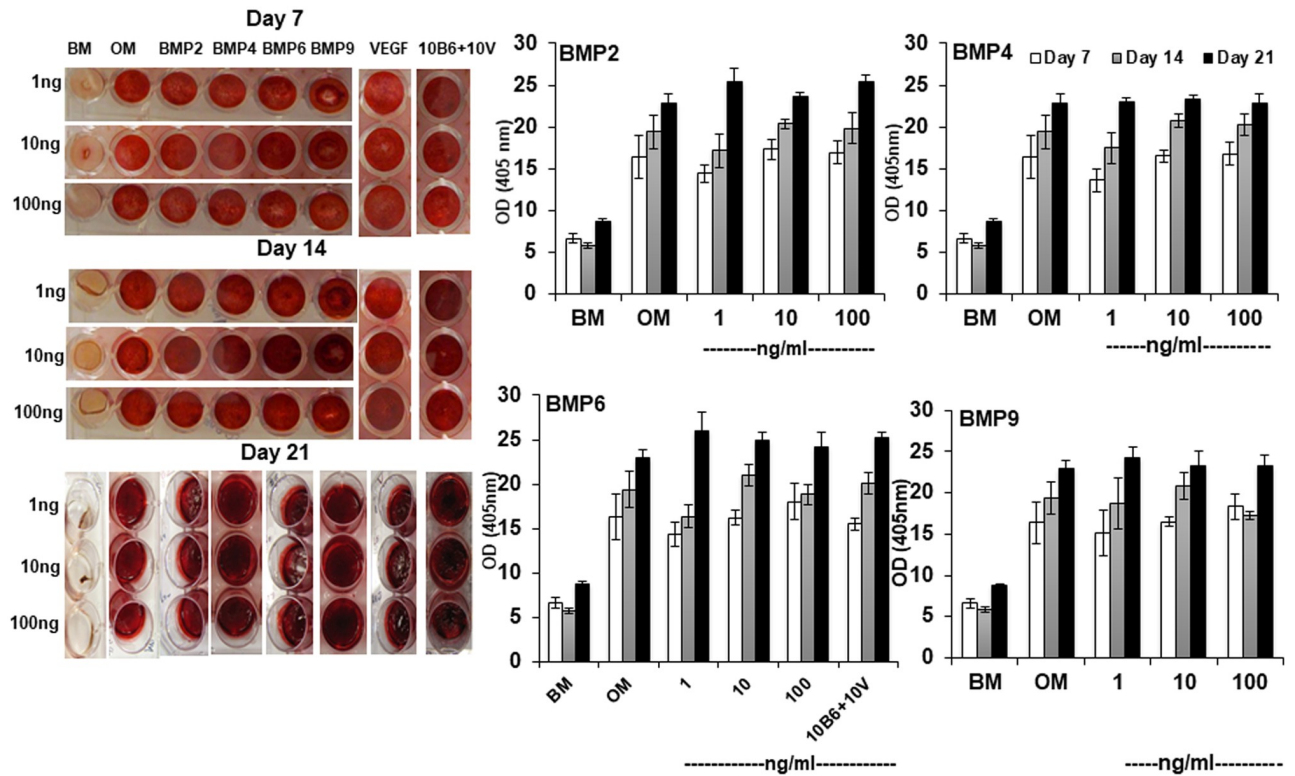 Day 7
BM OM BMP2 BMP4 BMP6 BMP9 VEGF 10B6+10V
1ng
10ng
100ng
Day 14
1ng
10ng
100ng
Day 21
1ng
10ng
100ng
BMP2
OD (405 nm)
30
25
20
15
10
5
0
BM OM 1 10 100
--------ng/ml----------
BMP4
Day 7 Day 14 Day 21
OD (405 nm)
30
25
20
15
10
5
0
BM OM 1 10 100
------ng/ml----------
BMP6
OD (405nm)
30
25
20
15
10
5
0
BM OM 1 10 100 10B6+10V
------------ng/ml------------
BMP9
OD (405nm)
30
25
20
15
10
5
0
BM OM 1 10 100
-----ng/ml----------